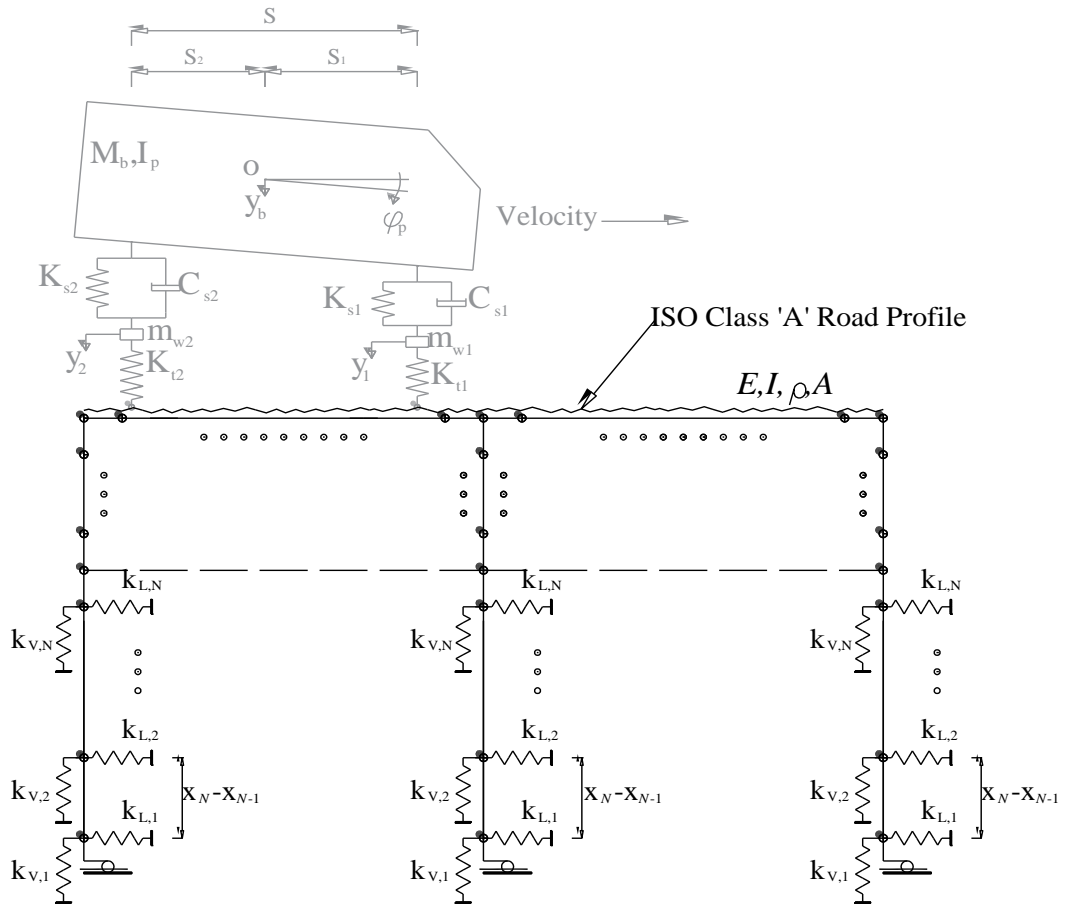 S
S2 S1
Mb,Ip
o
yb
φp
Velocity
Ks2
Cs2
Ks1
Cs1
mw2
y2
Kt2
mw1
y1
Kt1
ISO Class 'A' Road Profile
E,I,ρ,A
kL,N kL,N kL,N
kV,N kV,N kV,N
kL,2 kL,2 kL,2
kV,2 xN-xN-1 kV,2 xN-xN-1 kV,2 xN-xN-1
kL,1 kL,1 kL,1
kV,1 kV,1 kV,1